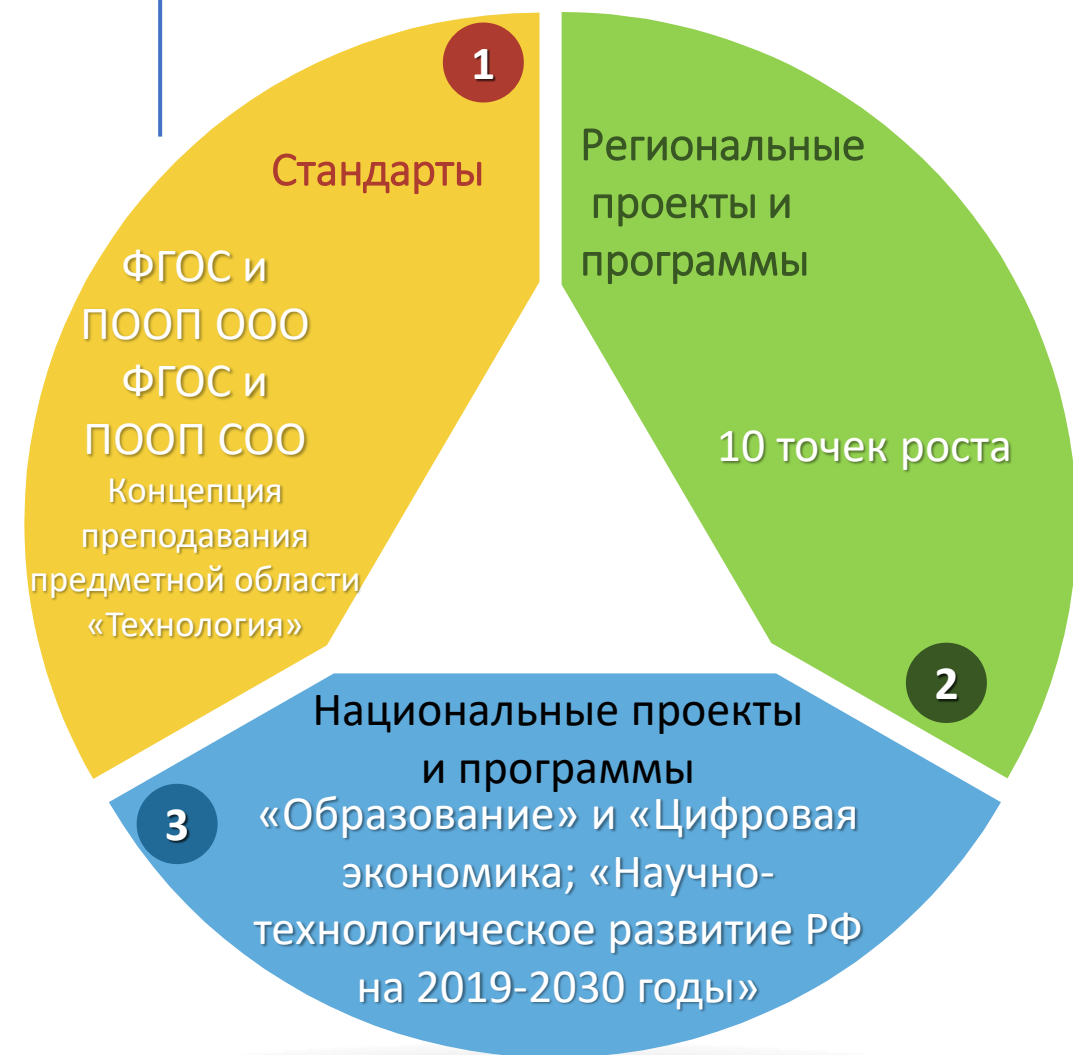 1
Стандарты
ФГОС и
ПООП ООО
ФГОС и
ПООП СОО
Концепция
преподавания
предметной области
«Технология»
Региональные
проекты и
программы
10 точек роста
2
Национальные проекты
и программы
3
«Образование» и «Цифровая
экономика; «Научно-
технологическое развитие РФ
на 2019-2030 годы»